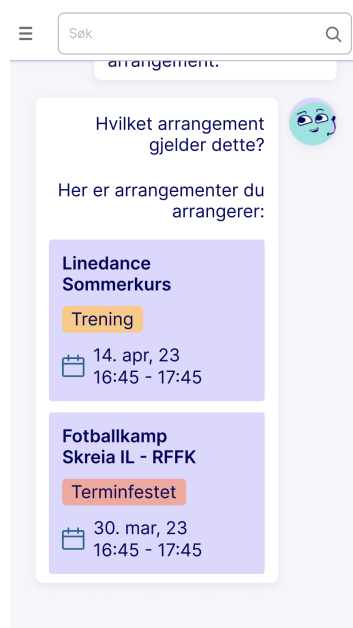 Søk
arrangement.
Hvilket arrangement
gjelder dette?
Her er arrangementer du
arrangerer:
Linedance
Sommerkurs
Trening
14. apr, 23
16:45 - 17:45
Fotballkamp
Skreia IL - RFFK
Terminfestet
30. mar, 23
16:45 - 17:45